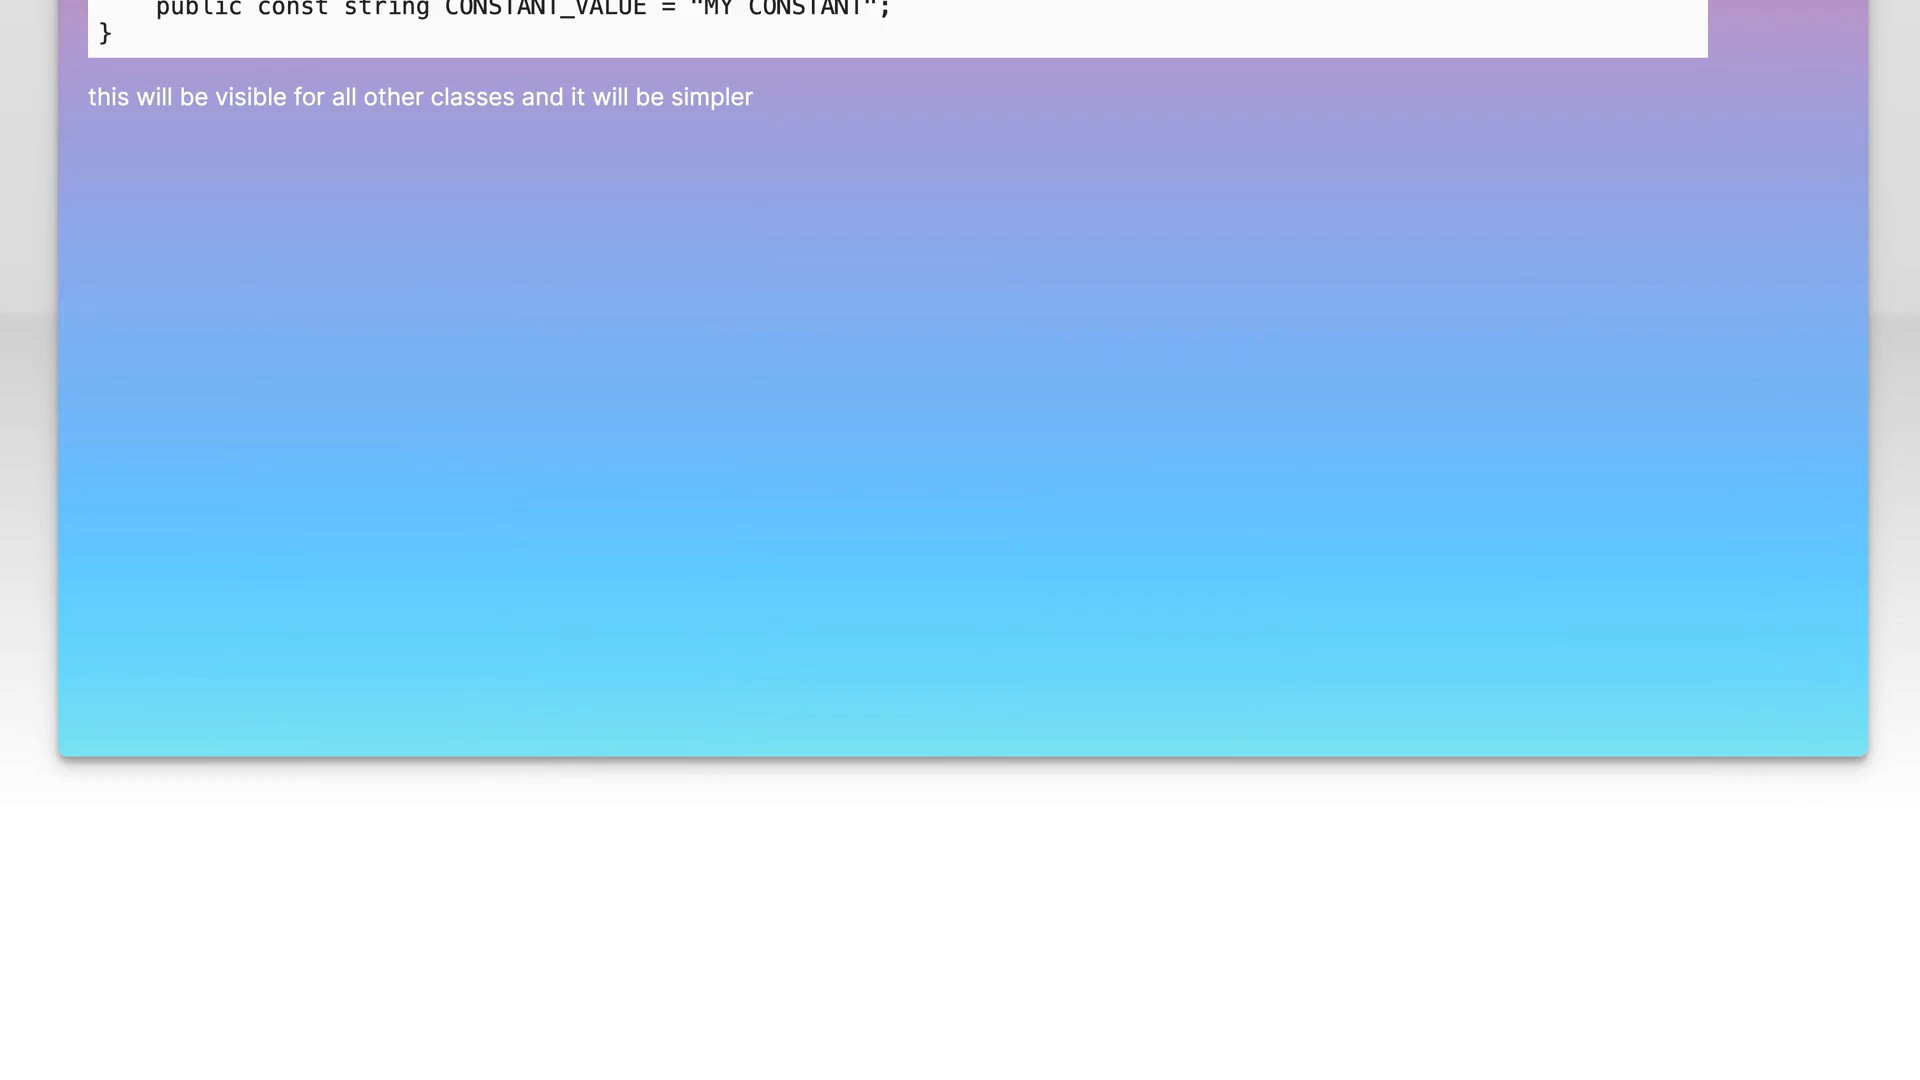 public const string CONSTANT_VALUE = "MY CONSTANT";
}
this will be visible for all other classes and it will be simpler